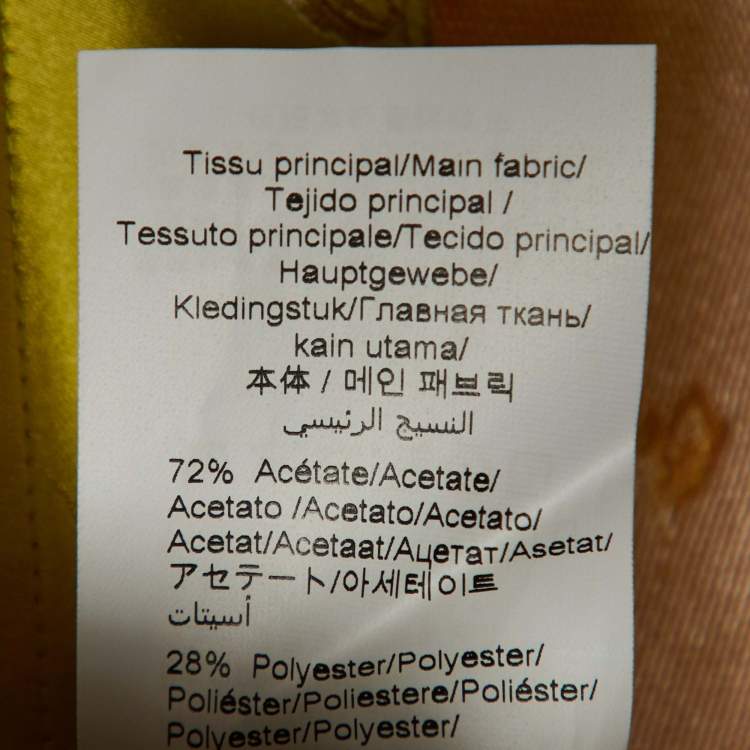 Tissu principal/Main fabric/
Tejido principal /
Tessuto principale/Tecido principal/
Hauptgewebe/
Kledingstuk/Главная ткань/
kain utama/
本体 / 메인 패브릭
النسيج الرئيسي
72% Acétate/Acetate/
Acetato /Acetato/Acetato/
Acetat/Acetaat/Ацетат/Asetat/
アセテート/아세테이트
أسيتات
28% Polyester/Polyester/
Poliéster/Poliestere/Poliéster/
Polyester/Polyester/